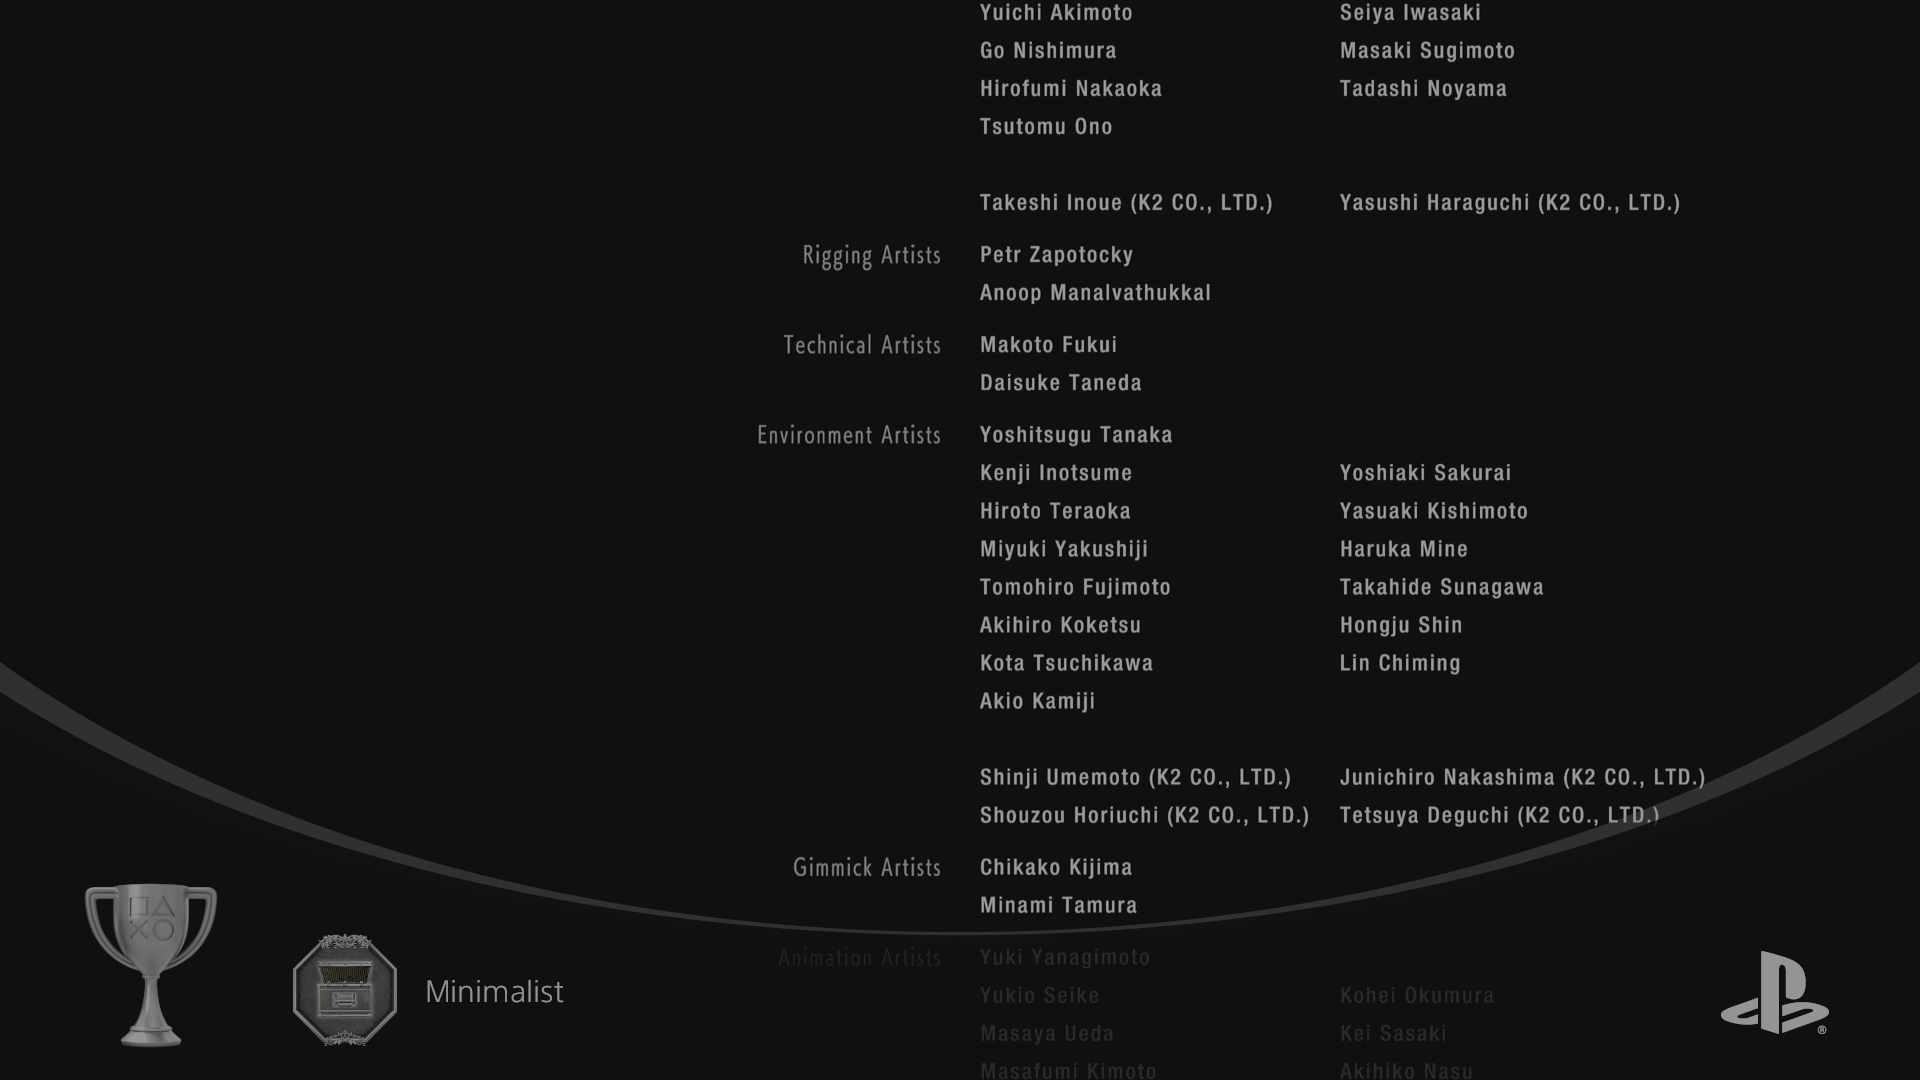 Yuichi Akimoto Seiya Iwasaki
Go Nishimura Masaki Sugimoto
Hirofumi Nakaoka Tadashi Noyama
Tsutomu Ono
Takeshi Inoue (K2 CO., LTD.) Yasushi Haraguchi (K2 CO., LTD.)
Rigging Artists Petr Zapotocky
Anoop Manalvathukkal
Technical Artists Makoto Fukui
Daisuke Taneda
Environment Artists Yoshitsugu Tanaka
Kenji Inotsume Yoshiaki Sakurai
Hiroto Teraoka Yasuaki Kishimoto
Miyuki Yakushiji Haruka Mine
Tomohiro Fujimoto Takahide Sunagawa
Akihiro Koketsu Hongju Shin
Kota Tsuchikawa Lin Chiming
Akio Kamiji
Shinji Umemoto (K2 CO., LTD.) Junichiro Nakashima (K2 CO., LTD.)
Shouzou Horiuchi (K2 CO., LTD.) Tetsuya Deguchi (K2 CO., LTD.)
Gimmick Artists Chikako Kijima
Minami Tamura
Animation Artists Yuki Yanagimoto
Yukio Seike Kohei Okumura
Masaya Ueda Kei Sasaki
Masafumi Kimoto Akihiko Nasu
Minimalist